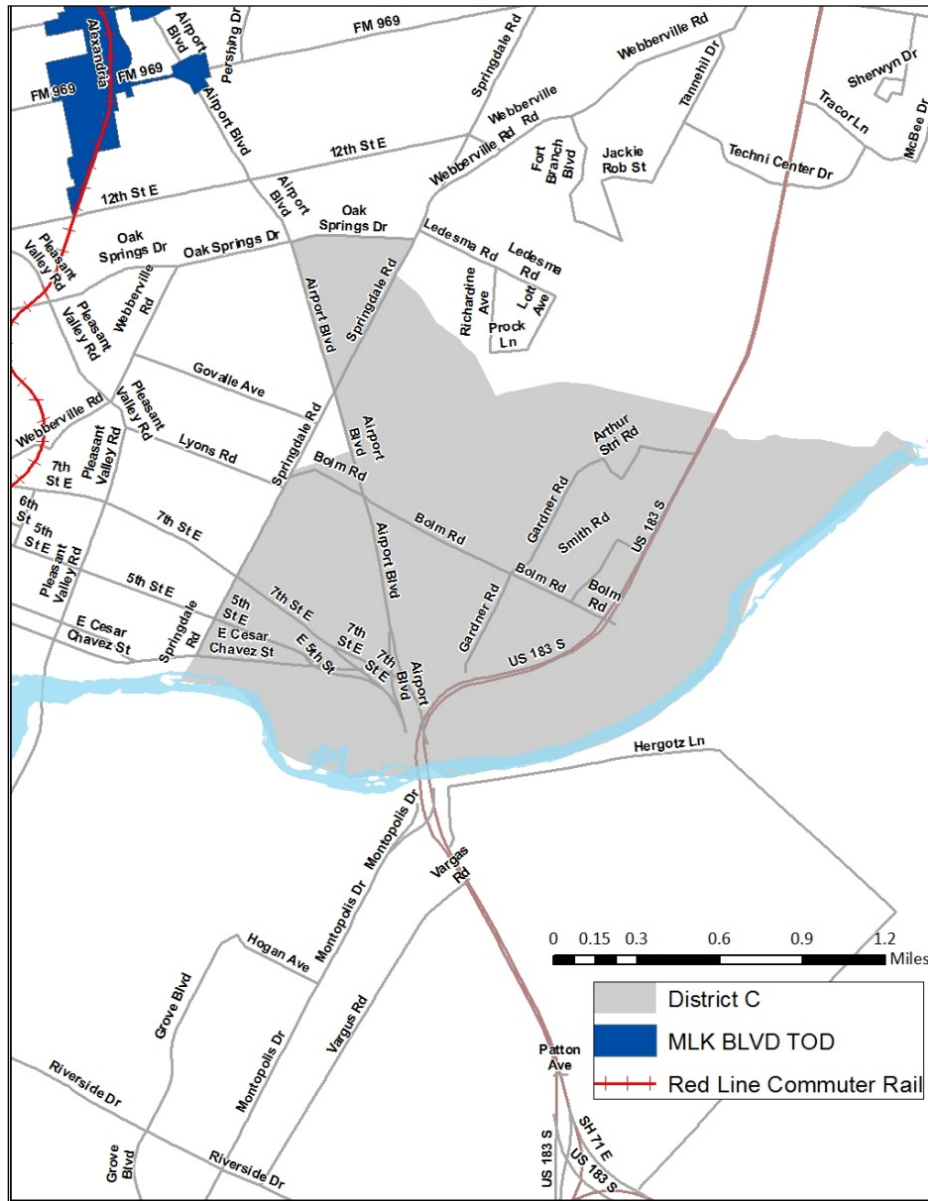 Alexandria
Airport
Blvd
Pershing Dr
FM 969
FM 969
FM 969
Airport Blvd
Springdale Rd
Webberville Rd
Tannehil Dr
Sherwyn Dr
Tracor Ln
McBee Dr
Webberville
Rd
Webberville Rd
Fort
Branch
Blvd
Jackie
Rob St
Techni Center Dr
12th St E
12th St E
Airport
Blvd
Oak
Springs Dr
Oak
Springs Dr
Oak Springs Dr
Pleasant
Valley Rd
Pleasant
Valley Rd
Webberville
Rd
Airport Blvd
Springdale Rd
Ledesma Rd
Ledesma
Rd
Richardine
Ave
Lott
Ave
Prock
Ln
Govalle Ave
Pleasant
Valley Rd
Webberville Rd
Lyons Rd
Springdale Rd
Airport
Blvd
Bolm Rd
Arthur
Stri Rd
Pleasant
Valley Rd
7th
St E
6th
St
5th
St E
7th St E
5th St E
Pleasant
Valley Rd
Gardner Rd
Smith Rd
US 183 S
Airport Blvd
Bolm Rd
Bolm
Rd
Gardner Rd
E Cesar
Chavez St
Springdale
Rd
5th
St E
7th St E
E Cesar
Chavez St
E 5th St
7th
St E
7th
St E
Airport
Blvd
US 183 S
Hergotz Ln
Montopolis Dr
Vargas
Rd
Montopolis Dr
Hogan Ave
Grove Blvd
Vargus Rd
Montopolis Dr
Riverside Dr
Riverside Dr
Grove
Blvd
Patton
Ave
US 183 S
SH 71 E
US 183 S
0 0.15 0.3 0.6 0.9 1.2
Miles
District C
MLK BLVD TOD
Red Line Commuter Rail